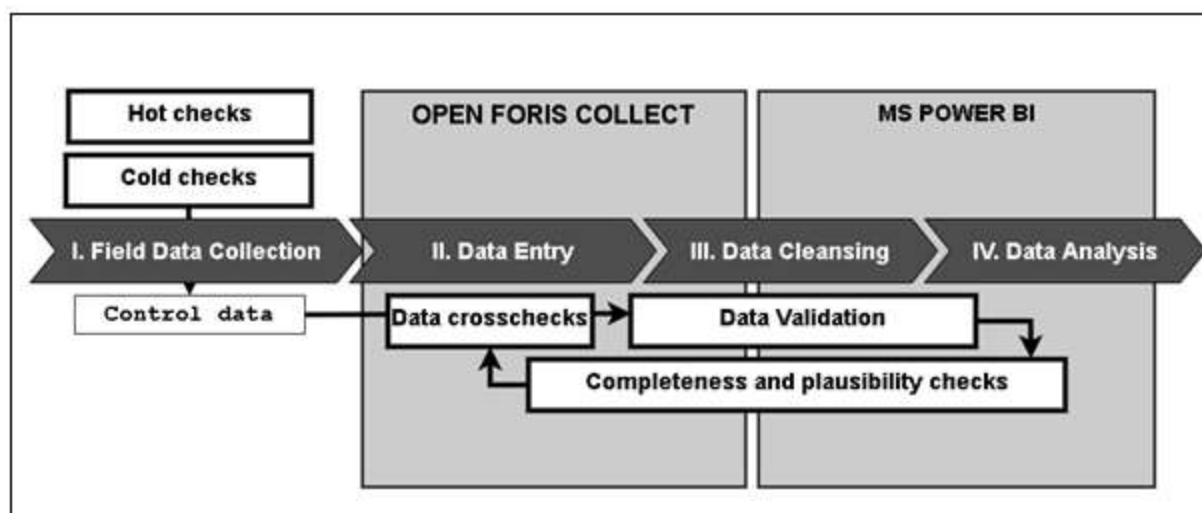 Hot checks
Cold checks
OPEN FORIS COLLECT
MS POWER BI
I. Field Data Collection
II. Data Entry
III. Data Cleansing
IV. Data Analysis
Control data
Data crosschecks
Data Validation
Completeness and plausibility checks